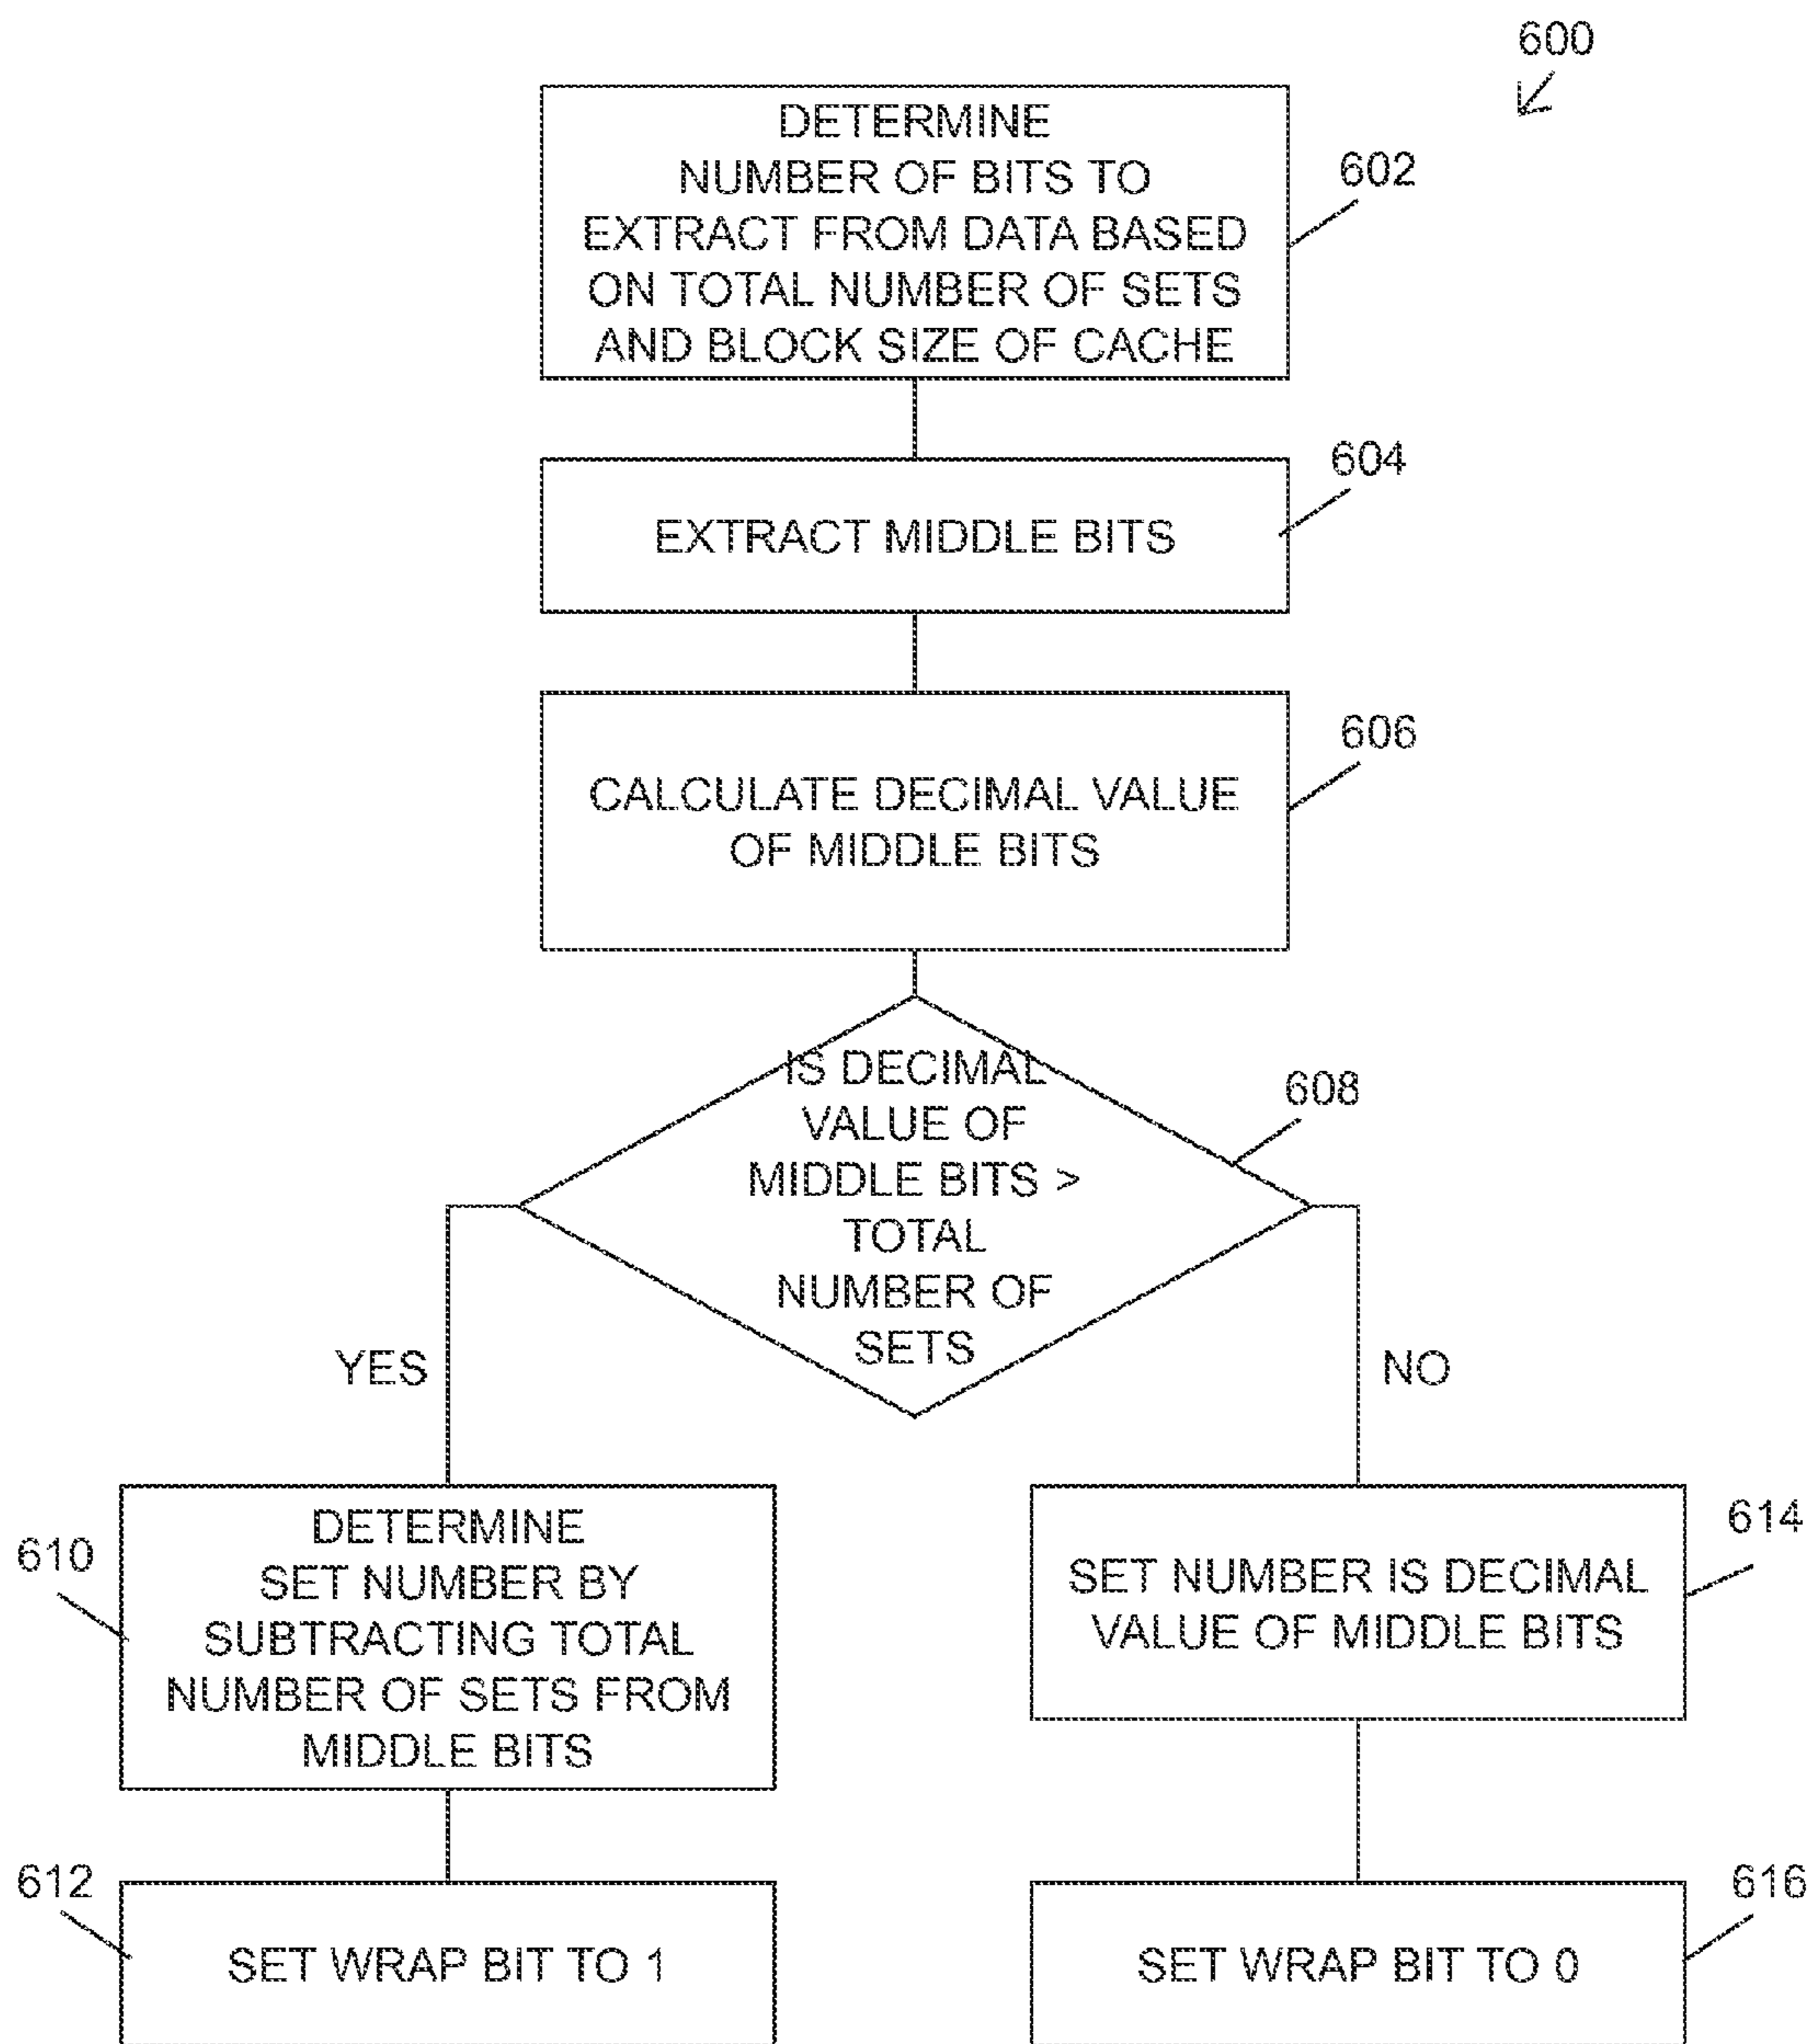 600
DETERMINE
NUMBER OF BITS TO
EXTRACT FROM DATA BASED
ON TOTAL NUMBER OF SETS
AND BLOCK SIZE OF CACHE
602
EXTRACT MIDDLE BITS
604
CALCULATE DECIMAL VALUE
OF MIDDLE BITS
606
IS DECIMAL
VALUE OF
MIDDLE BITS >
TOTAL
NUMBER OF
SETS
608
YES
NO
610
DETERMINE
SET NUMBER BY
SUBTRACTING TOTAL
NUMBER OF SETS FROM
MIDDLE BITS
614
SET NUMBER IS DECIMAL
VALUE OF MIDDLE BITS
612
SET WRAP BIT TO 1
616
SET WRAP BIT TO 0